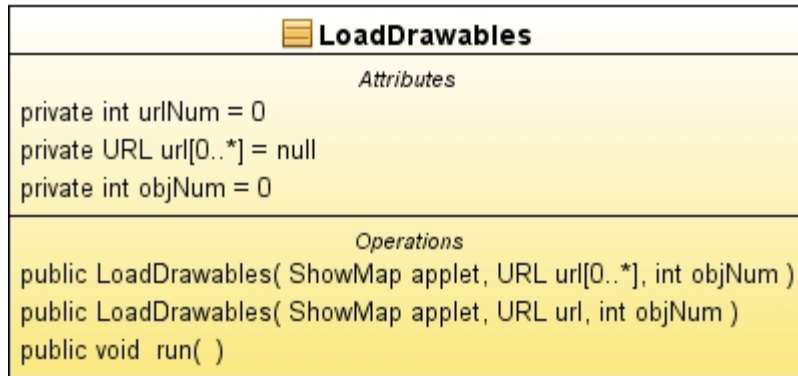 LoadDrawables
Attributes
private int urlNum = 0
private URL url[0..*] = null
private int objNum = 0
Operations
public LoadDrawables( ShowMap applet, URL url[0..*], int objNum )
public LoadDrawables( ShowMap applet, URL url, int objNum )
public void  run(  )